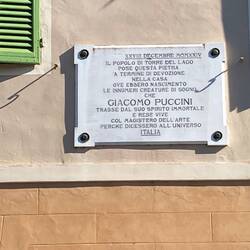 XXVIII DECEMBRE MCMXXIV
IL POPOLO DI TORRE DEL LAGO
POSE QUESTA PIETRA
A TERMINE DI DEVOZIONE
NELLA CASA
OVE EBBERO NASCIMENTO
LE INNUMERI CREATURE DI SOGNO
CHE
GIACOMO PUCCINI
TRASSE DAL SUO SPIRITO IMMORTALE
E RESE VIVE
COL MAGISTERO DELL'ARTE
PERCHÈ DICESSERO ALL'UNIVERSO
ITALIA